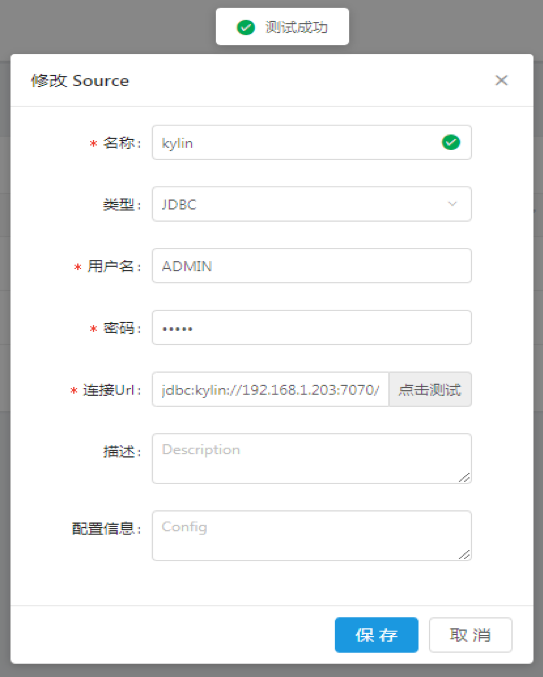 测试成功
修改 Source
* 名称: kylin
类型: JDBC
* 用户名: ADMIN
* 密码: •••••
* 连接Url: jdbc:kylin://192.168.1.203:7070/ 点击测试
描述: Description
配置信息: Config
保存 取消